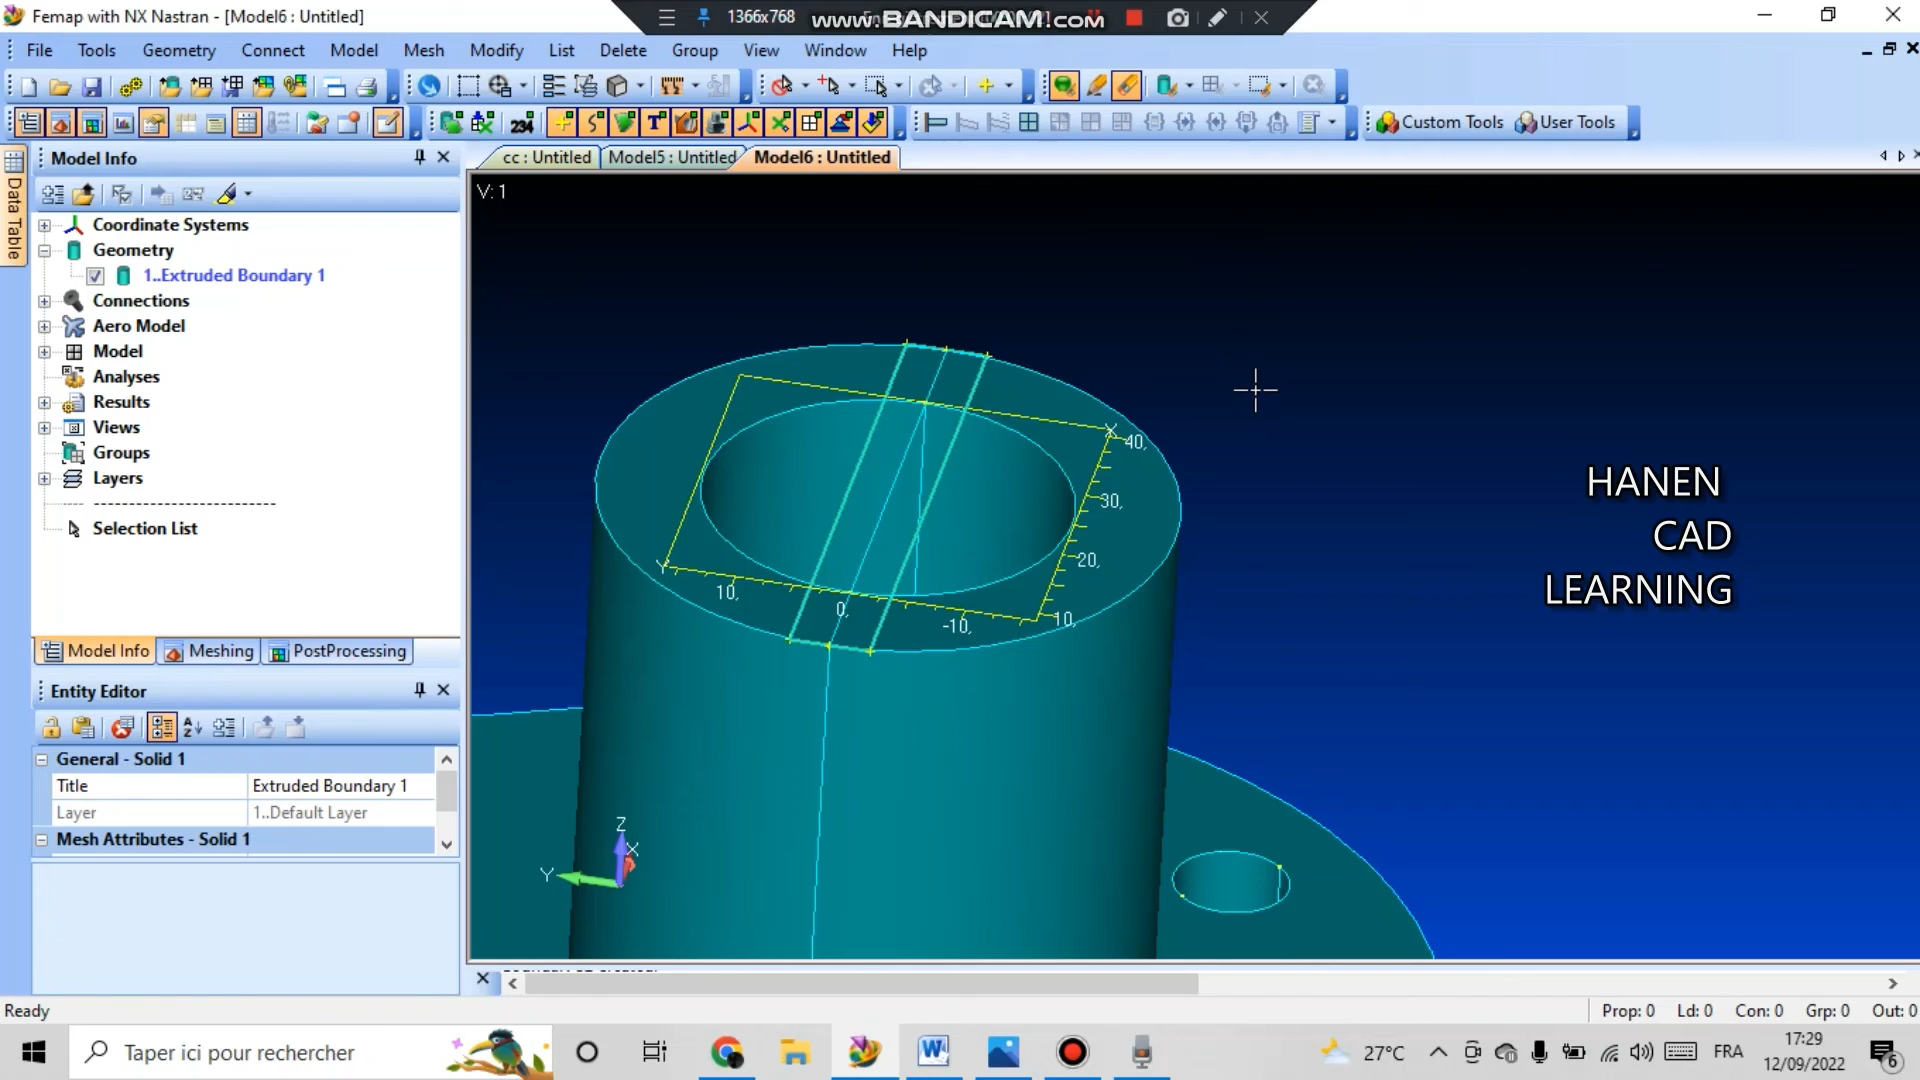 Femap with NX Nastran - [Model6 : Untitled]
1366x768
www.BANDICAM.com
File Tools Geometry Connect Model Mesh Modify List Delete Group View Window Help
234
Custom Tools User Tools
Data Table
Model Info
cc : Untitled Model5 : Untitled Model6 : Untitled
V: 1
Coordinate Systems
Geometry
1..Extruded Boundary 1
Connections
Aero Model
Model
Analyses
Results
Views
Groups
Layers
Selection List
Model Info Meshing PostProcessing
Entity Editor
General - Solid 1
Title Extruded Boundary 1
Layer 1..Default Layer
Mesh Attributes - Solid 1
X
40,
30,
20,
10,
Y
10,
0,
-10,
Z
X
Y
HANEN
CAD
LEARNING
Ready
Prop: 0 Ld: 0 Con: 0 Grp: 0 Out: 0
Taper ici pour rechercher
27°C
FRA
17:29
12/09/2022
6